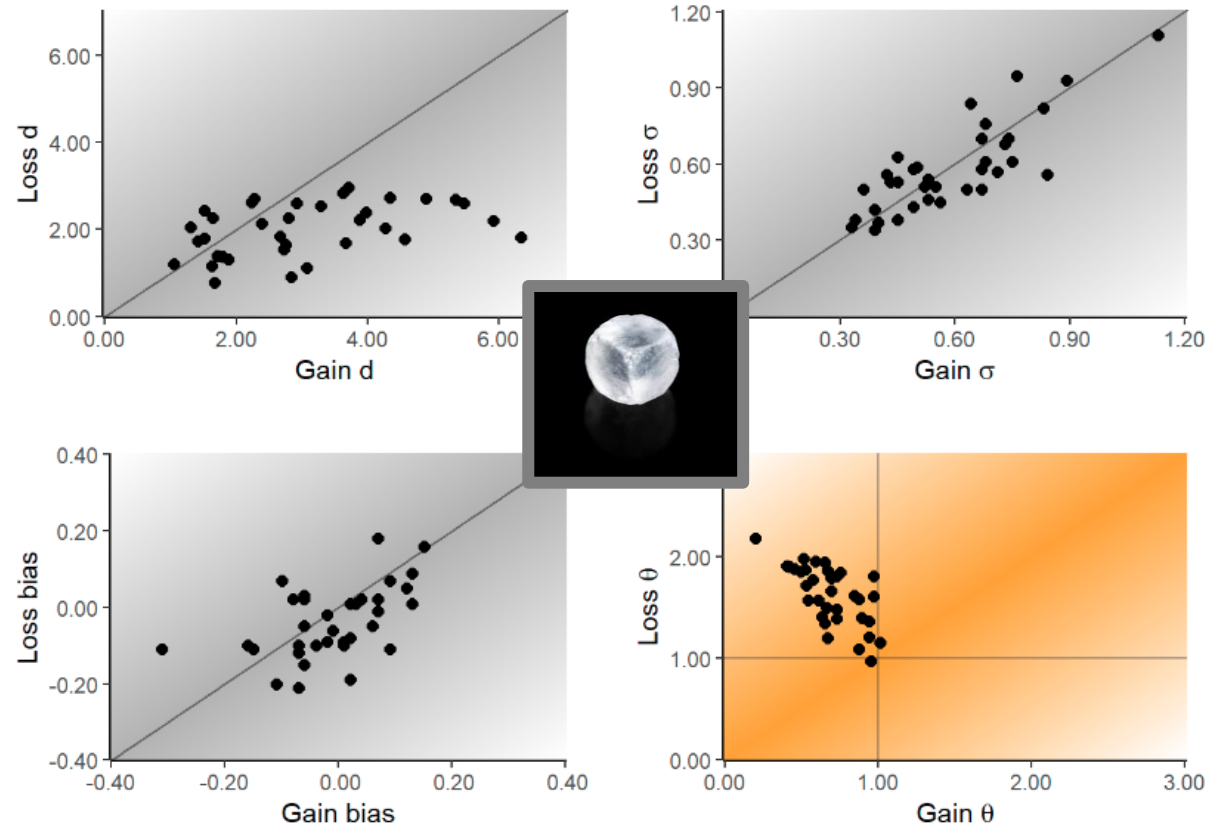 6.00
4.00
2.00
0.00
Loss d
0.00 2.00 4.00 6.00
Gain d
1.20
0.90
0.60
0.30
Loss σ
0.30 0.60 0.90 1.20
Gain σ
0.40
0.20
0.00
-0.20
-0.40
Loss bias
-0.40 -0.20 0.00 0.20 0.40
Gain bias
2.00
1.00
0.00
Loss θ
0.00 1.00 2.00 3.00
Gain θ